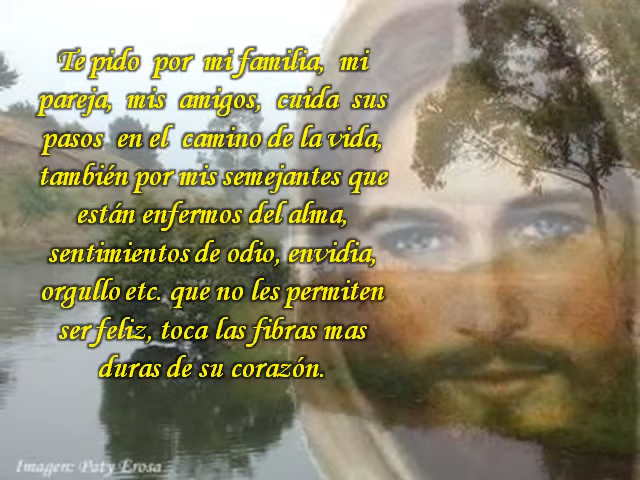 Te pido por mi familia, mi
pareja, mis amigos, cuida sus
pasos en el camino de la vida,
también por mis semejantes que
están enfermos del alma,
sentimientos de odio, envidia,
orgullo etc. que no les permiten
ser feliz, toca las fibras mas
duras de su corazón.
Imagen: Paty Erosa